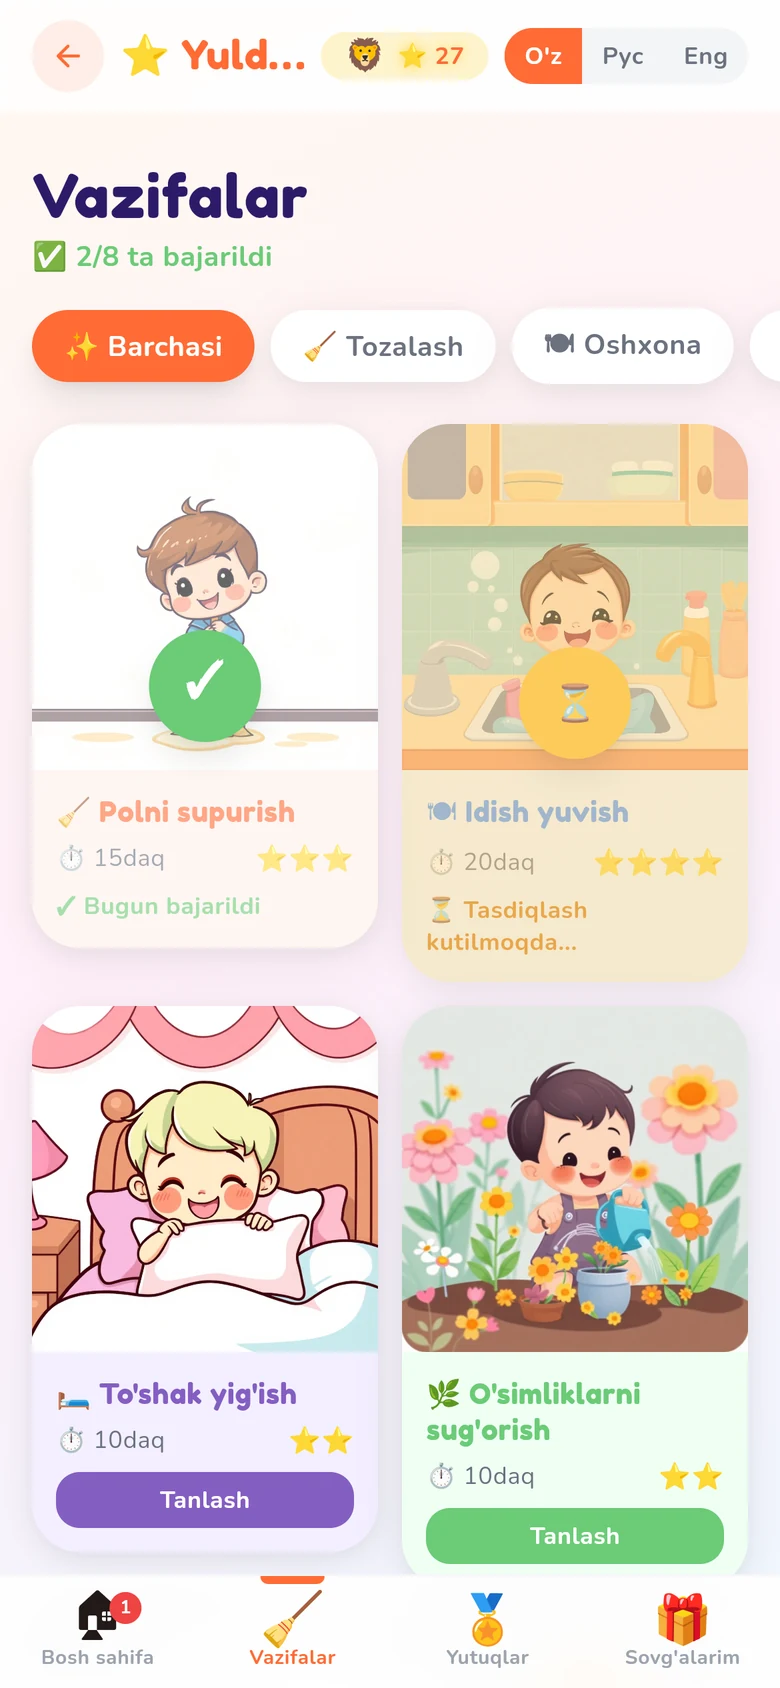 Yuld...
27
O'z
Рус
Eng
Vazifalar
2/8 ta bajarildi
Barchasi
Tozalash
Oshxona
Polni supurish
15daq
Bugun bajarildi
Idish yuvish
20daq
Tasdiqlash
kutilmoqda...
To'shak yig'ish
10daq
Tanlash
O'simliklarni
sug'orish
10daq
Tanlash
1
Bosh sahifa
Vazifalar
Yutuqlar
Sovg'alarim